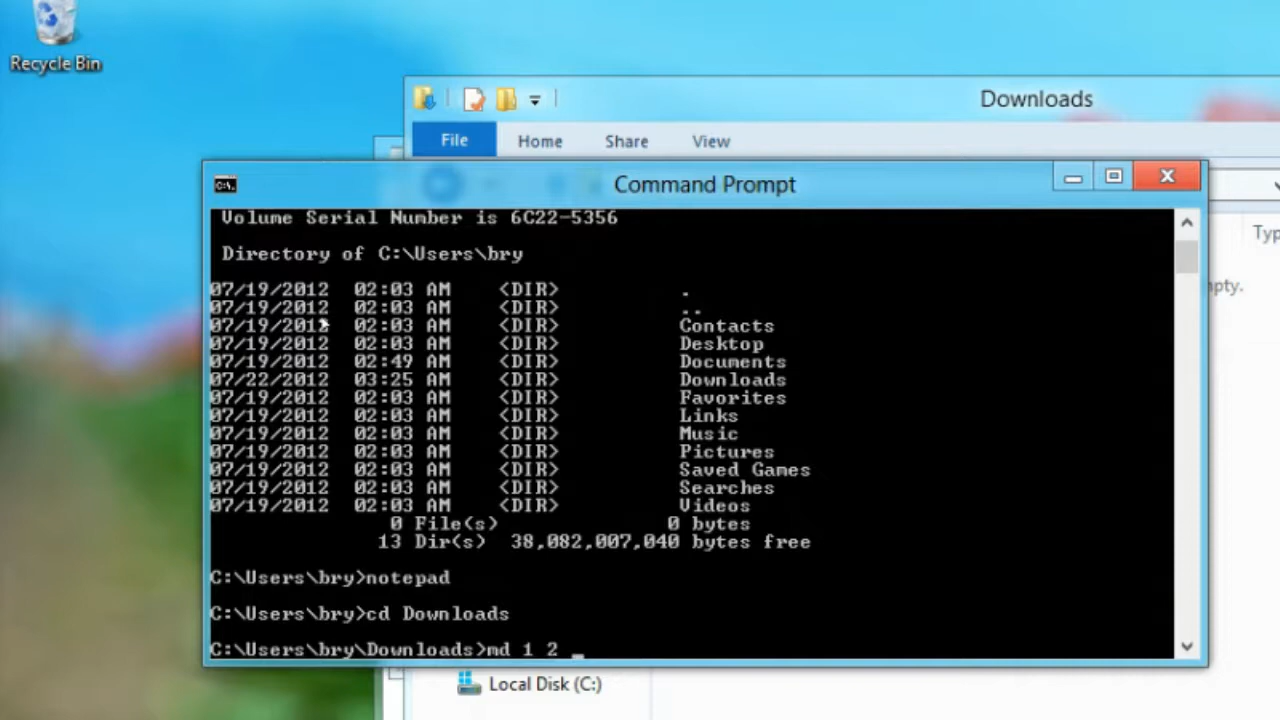 Recycle Bin
Downloads
File Home Share View
Command Prompt
Volume Serial Number is 6C22-5356
Directory of C:\Users\bry
07/19/2012 02:03 AM <DIR> .
07/19/2012 02:03 AM <DIR> ..
07/19/2012 02:03 AM <DIR> Contacts
07/19/2012 02:03 AM <DIR> Desktop
07/19/2012 02:49 AM <DIR> Documents
07/22/2012 03:25 AM <DIR> Downloads
07/19/2012 02:03 AM <DIR> Favorites
07/19/2012 02:03 AM <DIR> Links
07/19/2012 02:03 AM <DIR> Music
07/19/2012 02:03 AM <DIR> Pictures
07/19/2012 02:03 AM <DIR> Saved Games
07/19/2012 02:03 AM <DIR> Searches
07/19/2012 02:03 AM <DIR> Videos
0 File(s) 0 bytes
13 Dir(s) 38,082,007,040 bytes free
C:\Users\bry>notepad
C:\Users\bry>cd Downloads
C:\Users\bry\Downloads>md 1 2 _
Local Disk (C:)